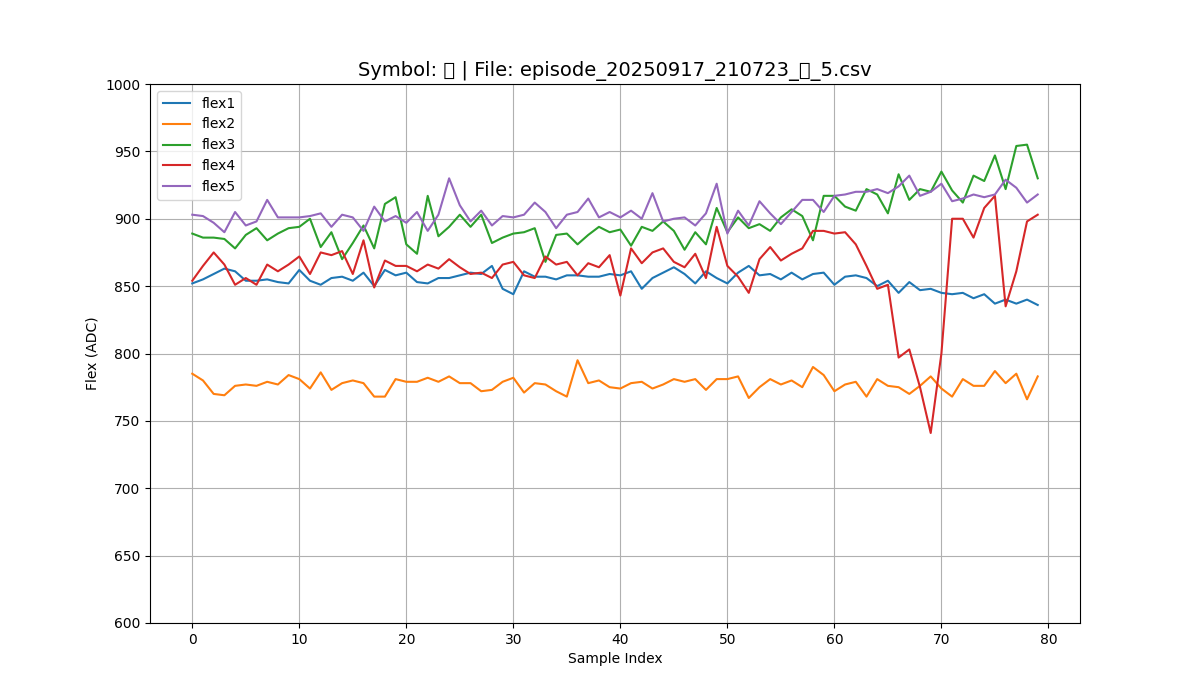 Symbol: | File: episode_20250917_210723_ _5.csv
1000
950
900
850
800
750
700
650
600
Flex (ADC)
flex1
flex2
flex3
flex4
flex5
0 10 20 30 40 50 60 70 80
Sample Index